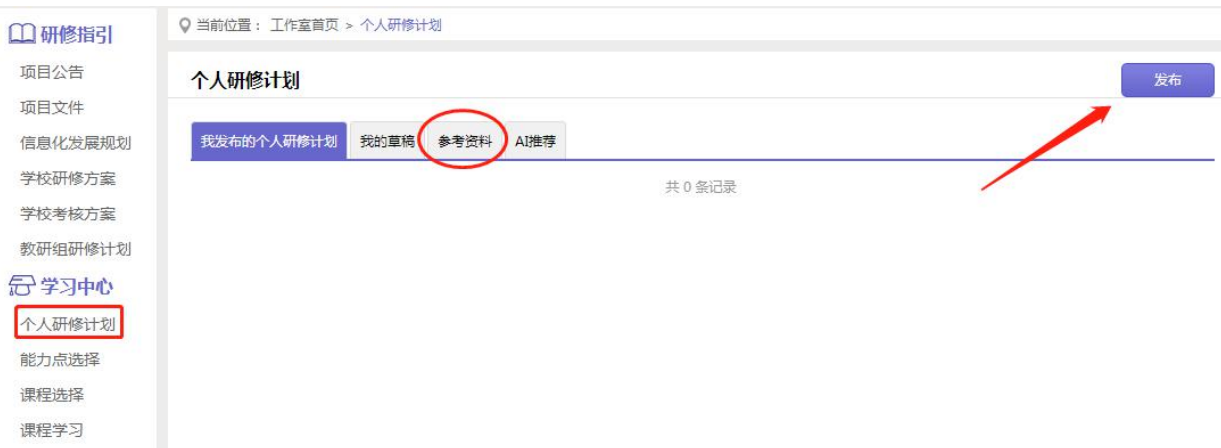 研修指引
项目公告
项目文件
信息化发展规划
学校研修方案
学校考核方案
教研组研修计划
学习中心
个人研修计划
能力点选择
课程选择
课程学习
当前位置： 工作室首页 > 个人研修计划
个人研修计划
发布
我发布的个人研修计划 我的草稿 参考资料 AI推荐
共 0 条记录